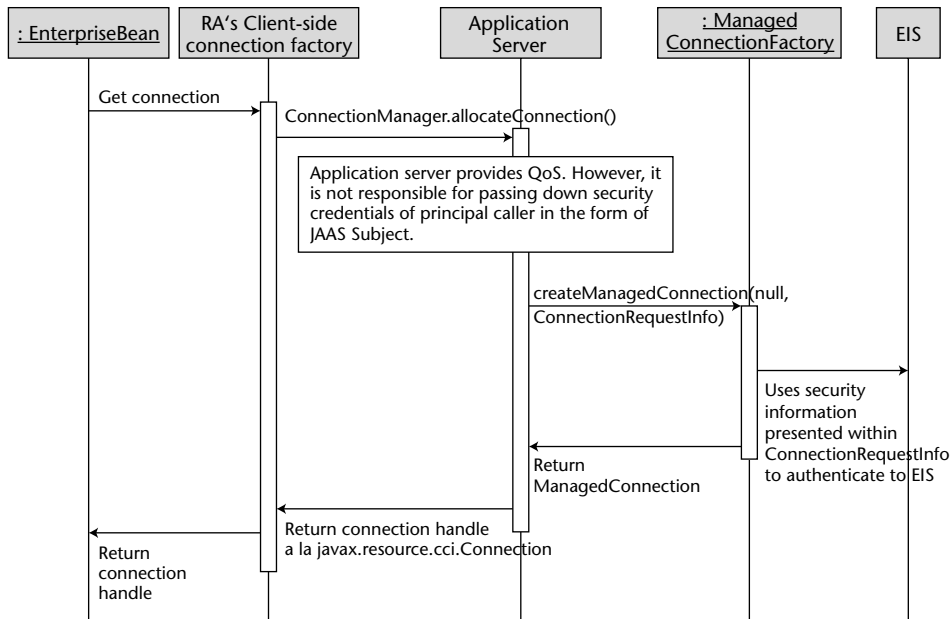 : EnterpriseBean
RA‘s Client-side
connection factory
Application
Server
: Managed
ConnectionFactory
EIS
Get connection
ConnectionManager.allocateConnection()
Application server provides QoS. However, it
is not responsible for passing down security
credentials of principal caller in the form of
JAAS Subject.
createManagedConnection(null,
ConnectionRequestInfo)
Uses security
information
presented within
ConnectionRequestInfo
to authenticate to EIS
Return
ManagedConnection
Return connection handle
a la javax.resource.cci.Connection
Return
connection
handle